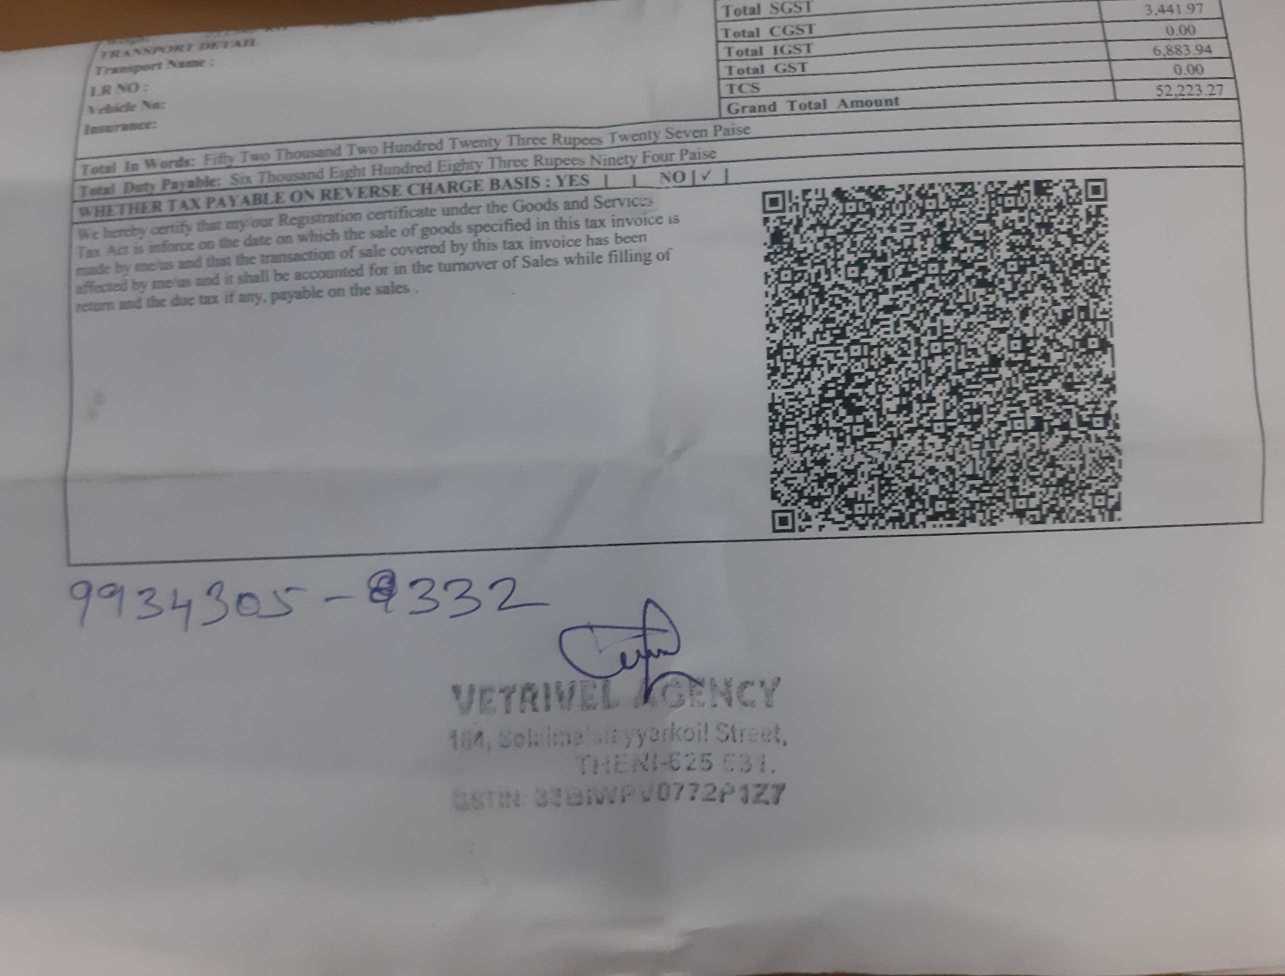 TRANSPORT DETAIL
Transport Name :
LR NO :
Vehicle No:
Insurance:
Total SGST 3,441.97
Total CGST 0.00
Total IGST 6,883.94
Total GST 0.00
TCS 52,223.27
Grand Total Amount
Total In Words: Fifty Two Thousand Two Hundred Twenty Three Rupees Twenty Seven Paise
Total Duty Payable: Six Thousand Eight Hundred Eighty Three Rupees Ninety Four Paise
WHETHER TAX PAYABLE ON REVERSE CHARGE BASIS : YES | | NO |✓ |
We hereby certify that my/our Registration certificate under the Goods and Services
Tax Act is inforce on the date on which the sale of goods specified in this tax invoice is
made by me/us and that the transaction of sale covered by this tax invoice has been
affected by me/us and it shall be accounted for in the turnover of Sales while filling of
return and the due tax if any, payable on the sales .
9934305-9332
VETRIVEL AGENCY
Street,
THENI-625 531.
GSTIN: 33BIWPV0772P1Z7